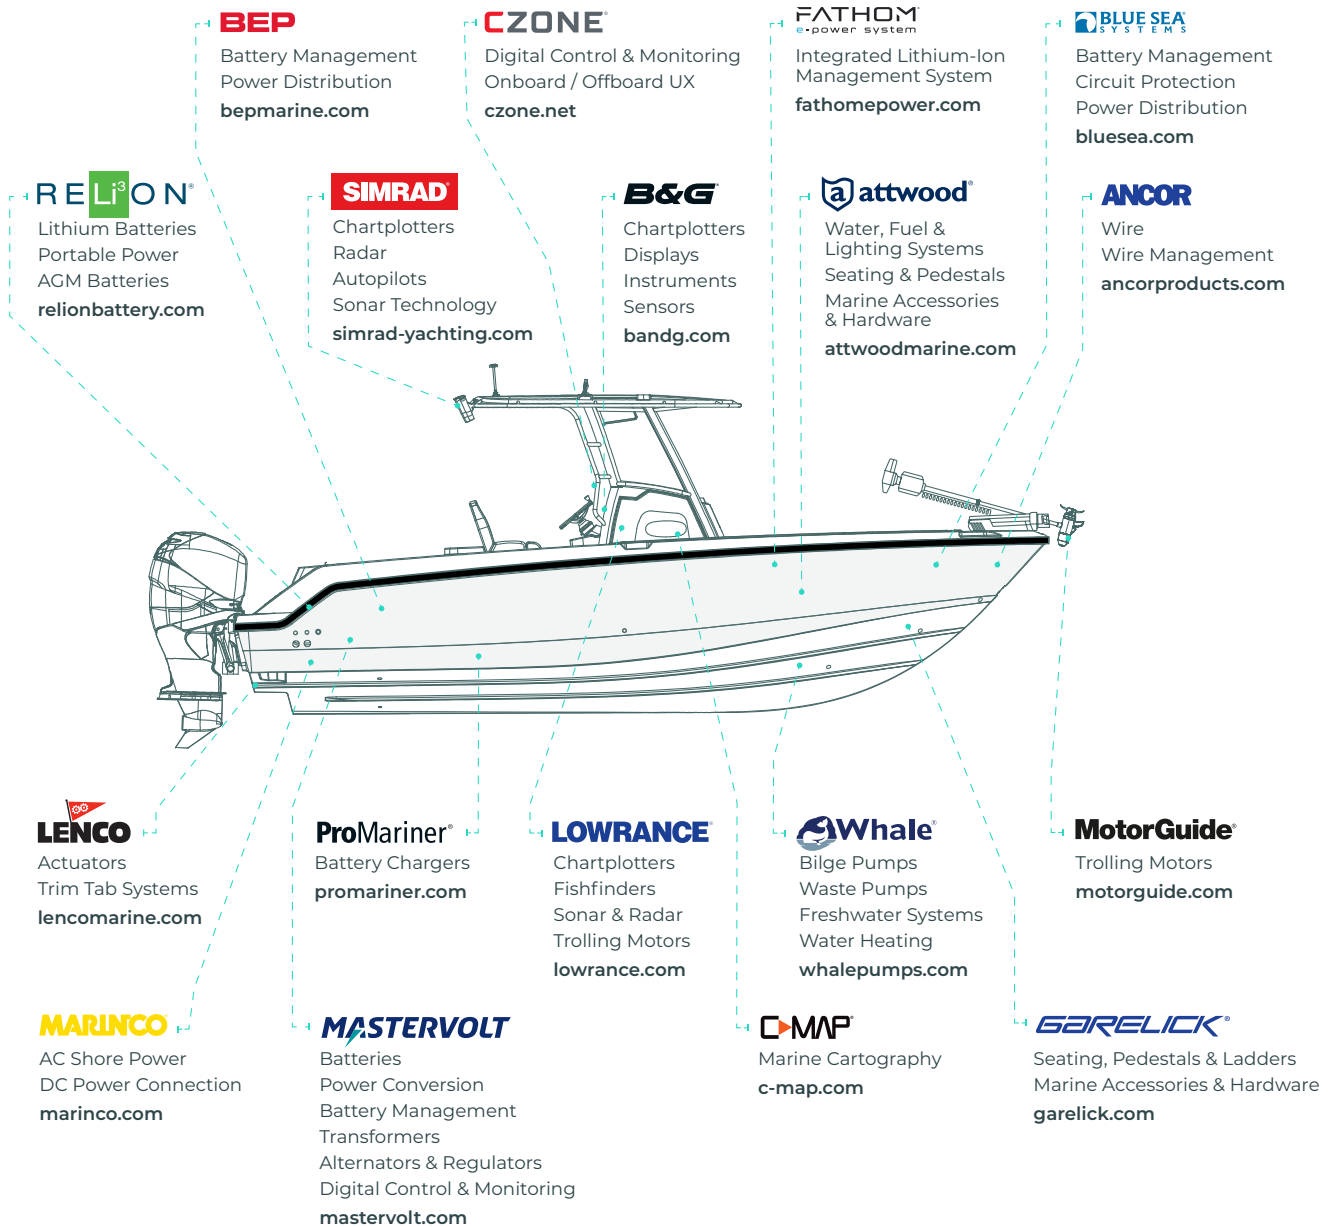 BEP
Battery Management
Power Distribution
bepmarine.com
CZONE®
Digital Control & Monitoring
Onboard / Offboard UX
czone.net
FATHOM®
e-power system™
Integrated Lithium-Ion
Management System
fathomepower.com
BLUE SEA®
SYSTEMS
Battery Management
Circuit Protection
Power Distribution
bluesea.com
RELi³ON®
Lithium Batteries
Portable Power
AGM Batteries
relionbattery.com
SIMRAD®
Chartplotters
Radar
Autopilots
Sonar Technology
simrad-yachting.com
B&G®
Chartplotters
Displays
Instruments
Sensors
bandg.com
a attwood®
Water, Fuel &
Lighting Systems
Seating & Pedestals
Marine Accessories
& Hardware
attwoodmarine.com
ANCOR
Wire
Wire Management
ancorproducts.com
LENCO
Actuators
Trim Tab Systems
lencomarine.com
ProMariner®
Battery Chargers
promariner.com
LOWRANCE®
Chartplotters
Fishfinders
Sonar & Radar
Trolling Motors
lowrance.com
Whale®
Bilge Pumps
Waste Pumps
Freshwater Systems
Water Heating
whalepumps.com
MotorGuide®
Trolling Motors
motorguide.com
MARINCO
AC Shore Power
DC Power Connection
marinco.com
MASTERVOLT
Batteries
Power Conversion
Battery Management
Transformers
Alternators & Regulators
Digital Control & Monitoring
mastervolt.com
C-MAP®
Marine Cartography
c-map.com
GARELICK®
Seating, Pedestals & Ladders
Marine Accessories & Hardware
garelick.com